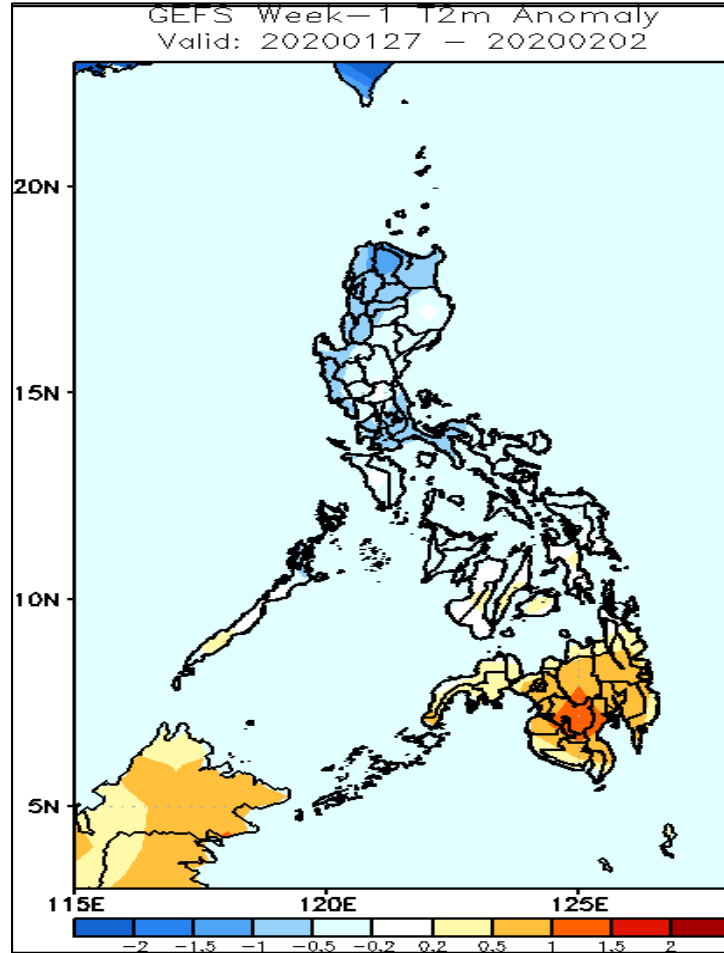 GEFS Week-1 T2m Anomaly
Valid: 20200127 - 20200202
20N
15N
10N
5N
115E 120E 125E
-2 -1.5 -1 -0.5 -0.2 0.2 0.5 1 1.5 2